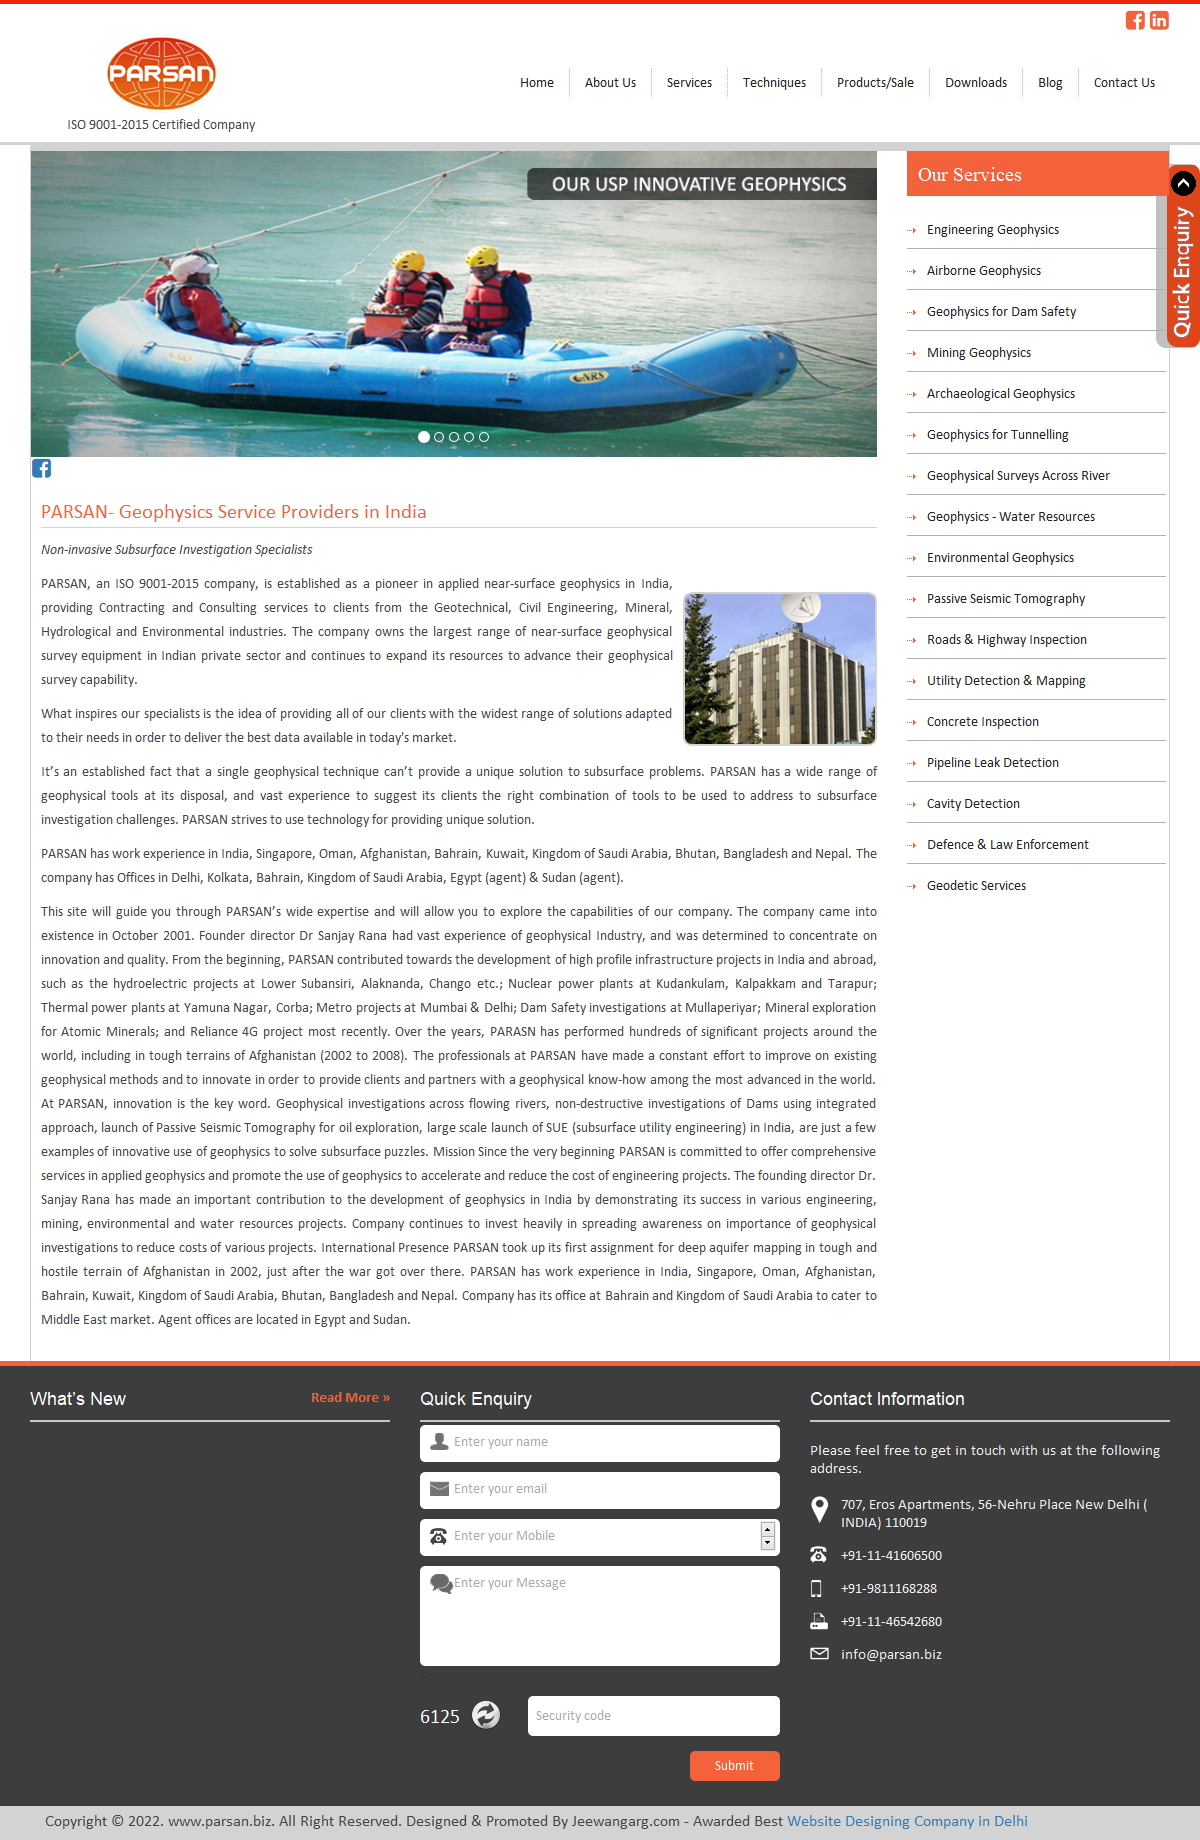 PARSAN
ISO 9001-2015 Certified Company
Home
About Us
Services
Techniques
Products/Sale
Downloads
Blog
Contact Us
OUR USP INNOVATIVE GEOPHYSICS
NRS
Our Services
Quick Enquiry
Engineering Geophysics
Airborne Geophysics
Geophysics for Dam Safety
Mining Geophysics
Archaeological Geophysics
Geophysics for Tunnelling
Geophysical Surveys Across River
Geophysics - Water Resources
Environmental Geophysics
Passive Seismic Tomography
Roads & Highway Inspection
Utility Detection & Mapping
Concrete Inspection
Pipeline Leak Detection
Cavity Detection
Defence & Law Enforcement
Geodetic Services
PARSAN- Geophysics Service Providers in India
Non-invasive Subsurface Investigation Specialists
PARSAN, an ISO 9001-2015 company, is established as a pioneer in applied near-surface geophysics in India,
providing Contracting and Consulting services to clients from the Geotechnical, Civil Engineering, Mineral,
Hydrological and Environmental industries. The company owns the largest range of near-surface geophysical
survey equipment in Indian private sector and continues to expand its resources to advance their geophysical
survey capability.
What inspires our specialists is the idea of providing all of our clients with the widest range of solutions adapted
to their needs in order to deliver the best data available in today's market.
It’s an established fact that a single geophysical technique can’t provide a unique solution to subsurface problems. PARSAN has a wide range of
geophysical tools at its disposal, and vast experience to suggest its clients the right combination of tools to be used to address to subsurface
investigation challenges. PARSAN strives to use technology for providing unique solution.
PARSAN has work experience in India, Singapore, Oman, Afghanistan, Bahrain, Kuwait, Kingdom of Saudi Arabia, Bhutan, Bangladesh and Nepal. The
company has Offices in Delhi, Kolkata, Bahrain, Kingdom of Saudi Arabia, Egypt (agent) & Sudan (agent).
This site will guide you through PARSAN’s wide expertise and will allow you to explore the capabilities of our company. The company came into
existence in October 2001. Founder director Dr Sanjay Rana had vast experience of geophysical Industry, and was determined to concentrate on
innovation and quality. From the beginning, PARSAN contributed towards the development of high profile infrastructure projects in India and abroad,
such as the hydroelectric projects at Lower Subansiri, Alaknanda, Chango etc.; Nuclear power plants at Kudankulam, Kalpakkam and Tarapur;
Thermal power plants at Yamuna Nagar, Corba; Metro projects at Mumbai & Delhi; Dam Safety investigations at Mullaperiyar; Mineral exploration
for Atomic Minerals; and Reliance 4G project most recently. Over the years, PARASN has performed hundreds of significant projects around the
world, including in tough terrains of Afghanistan (2002 to 2008). The professionals at PARSAN have made a constant effort to improve on existing
geophysical methods and to innovate in order to provide clients and partners with a geophysical know-how among the most advanced in the world.
At PARSAN, innovation is the key word. Geophysical investigations across flowing rivers, non-destructive investigations of Dams using integrated
approach, launch of Passive Seismic Tomography for oil exploration, large scale launch of SUE (subsurface utility engineering) in India, are just a few
examples of innovative use of geophysics to solve subsurface puzzles. Mission Since the very beginning PARSAN is committed to offer comprehensive
services in applied geophysics and promote the use of geophysics to accelerate and reduce the cost of engineering projects. The founding director Dr.
Sanjay Rana has made an important contribution to the development of geophysics in India by demonstrating its success in various engineering,
mining, environmental and water resources projects. Company continues to invest heavily in spreading awareness on importance of geophysical
investigations to reduce costs of various projects. International Presence PARSAN took up its first assignment for deep aquifer mapping in tough and
hostile terrain of Afghanistan in 2002, just after the war got over there. PARSAN has work experience in India, Singapore, Oman, Afghanistan,
Bahrain, Kuwait, Kingdom of Saudi Arabia, Bhutan, Bangladesh and Nepal. Company has its office at Bahrain and Kingdom of Saudi Arabia to cater to
Middle East market. Agent offices are located in Egypt and Sudan.
What's New
Read More »
Quick Enquiry
Enter your name
Enter your email
Enter your Mobile
Enter your Message
6125
Security code
Submit
Contact Information
Please feel free to get in touch with us at the following
address.
707, Eros Apartments, 56-Nehru Place New Delhi (
INDIA) 110019
+91-11-41606500
+91-9811168288
+91-11-46542680
info@parsan.biz
Copyright © 2022. www.parsan.biz. All Right Reserved. Designed & Promoted By Jeewangarg.com - Awarded Best Website Designing Company in Delhi